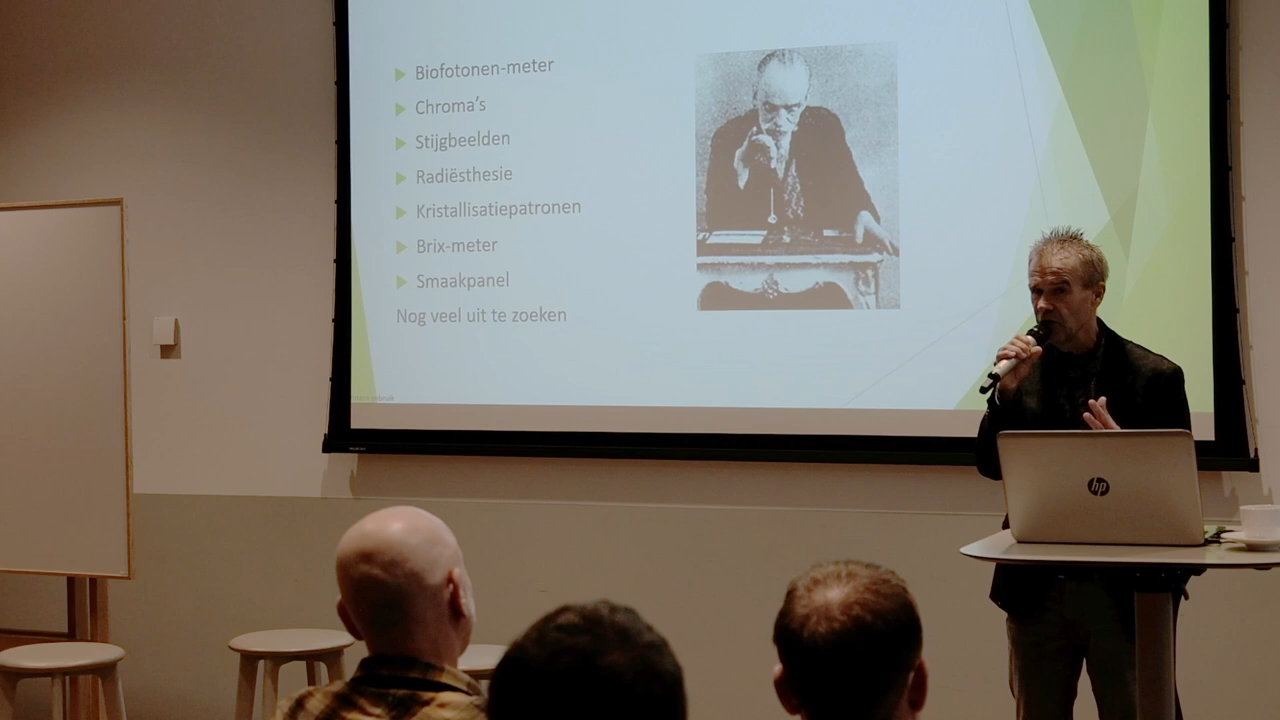 Biofotonen-meter
Chroma's
Stijgbeelden
Radiësthesie
Kristallisatiepatronen
Brix-meter
Smaakpanel
Nog veel uit te zoeken
hp